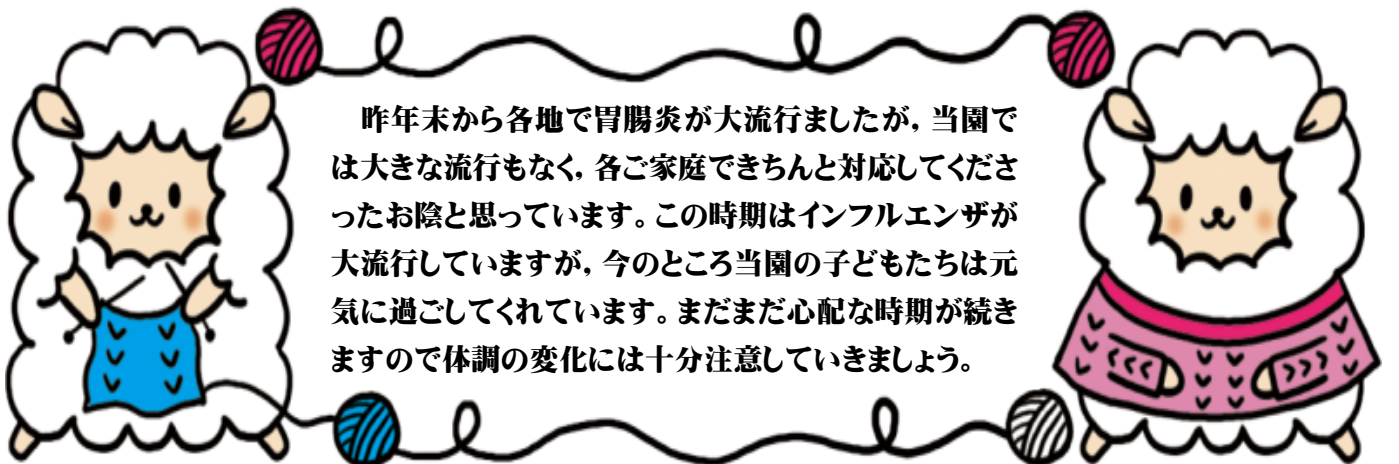 昨年末から各地で胃腸炎が大流行ましたが，当園で
は大きな流行もなく，各ご家庭できちんと対応してくださ
ったお陰と思っています。この時期はインフルエンザが
大流行していますが，今のところ当園の子どもたちは元
気に過ごしてくれています。まだまだ心配な時期が続き
ますので体調の変化には十分注意していきましょう。